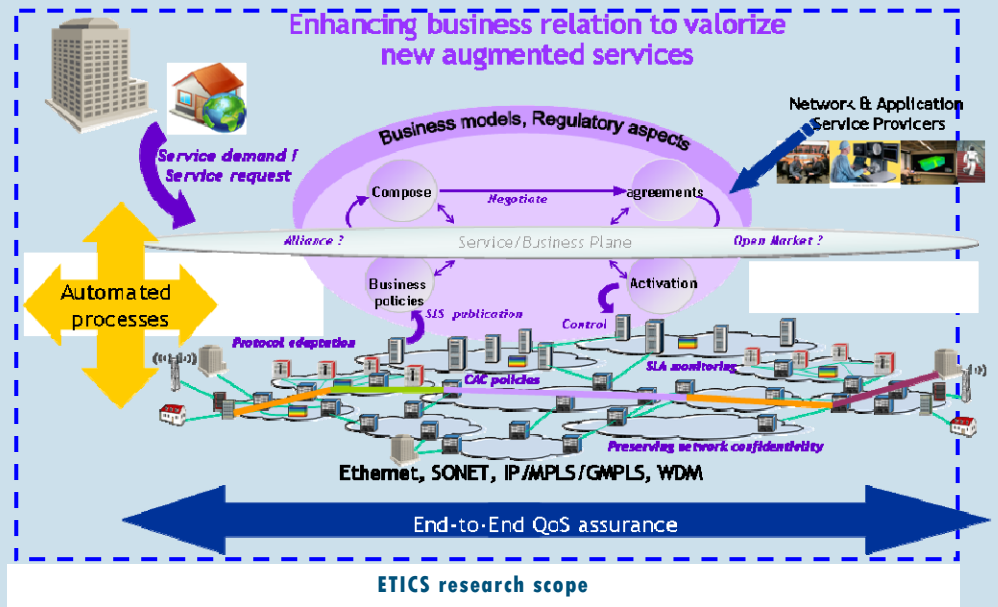 Enhancing business relation to valorize
new augmented services
Network & Application
Service Provicers
Business models, Regulatory aspects
Service demand /
Service request
Compose
Negotiate
agreements
Alliance ?
Service/Business Plane
Open Market ?
Automated
processes
Business
policies
Activation
SLS publication
Control
Protocol edaptation
CAC policies
SLA monitoring
Preserving network confidentivlity
Ethernet, SONET, IP/MPLS/GMPLS, WDM
End-to-End QoS assurance
ETICS research scope